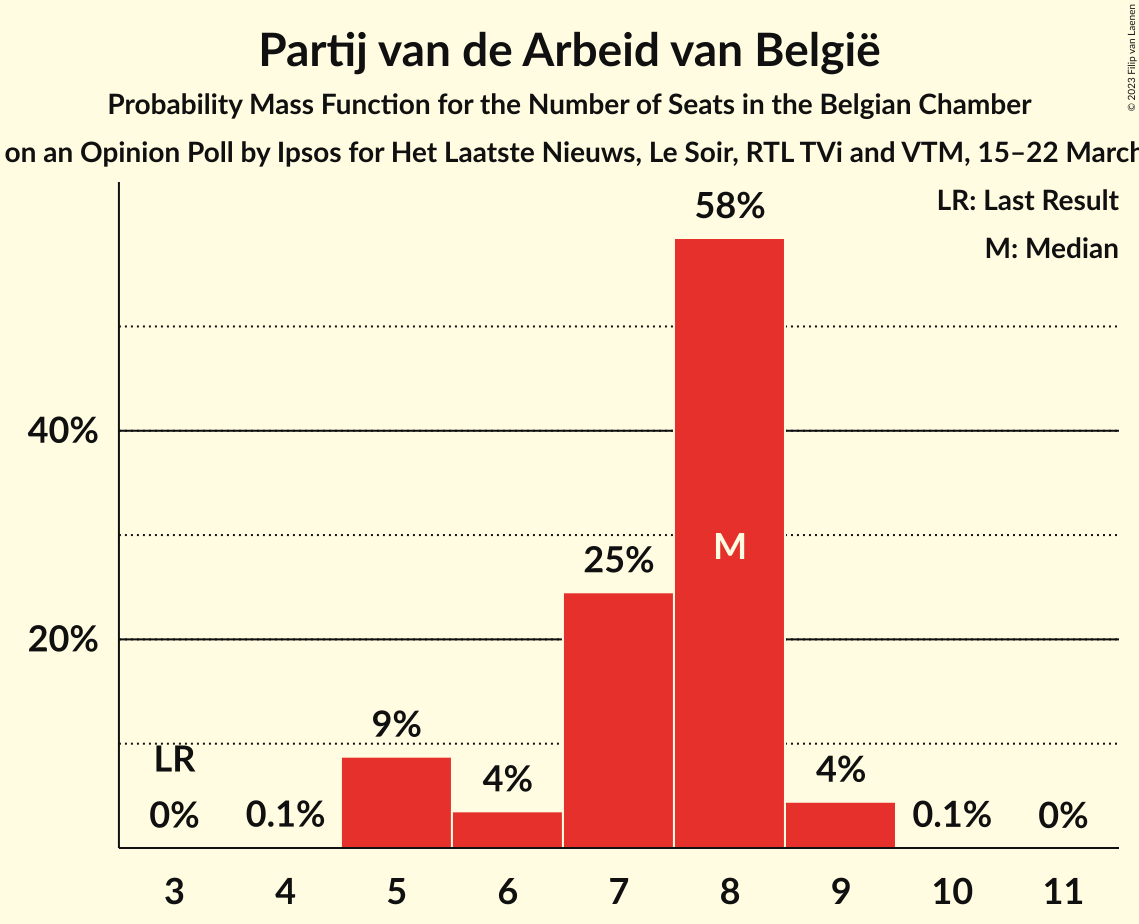 Partij van de Arbeid van België
Probability Mass Function for the Number of Seats in the Belgian Chamber
on an Opinion Poll by Ipsos for Het Laatste Nieuws, Le Soir, RTL TVi and VTM, 15–22 March
© 2023 Filip van Laenen
LR: Last Result
M: Median
58%
40%
M
25%
20%
9%
LR
4%
4%
0%
0.1%
0.1%
0%
3 4 5 6 7 8 9 10 11